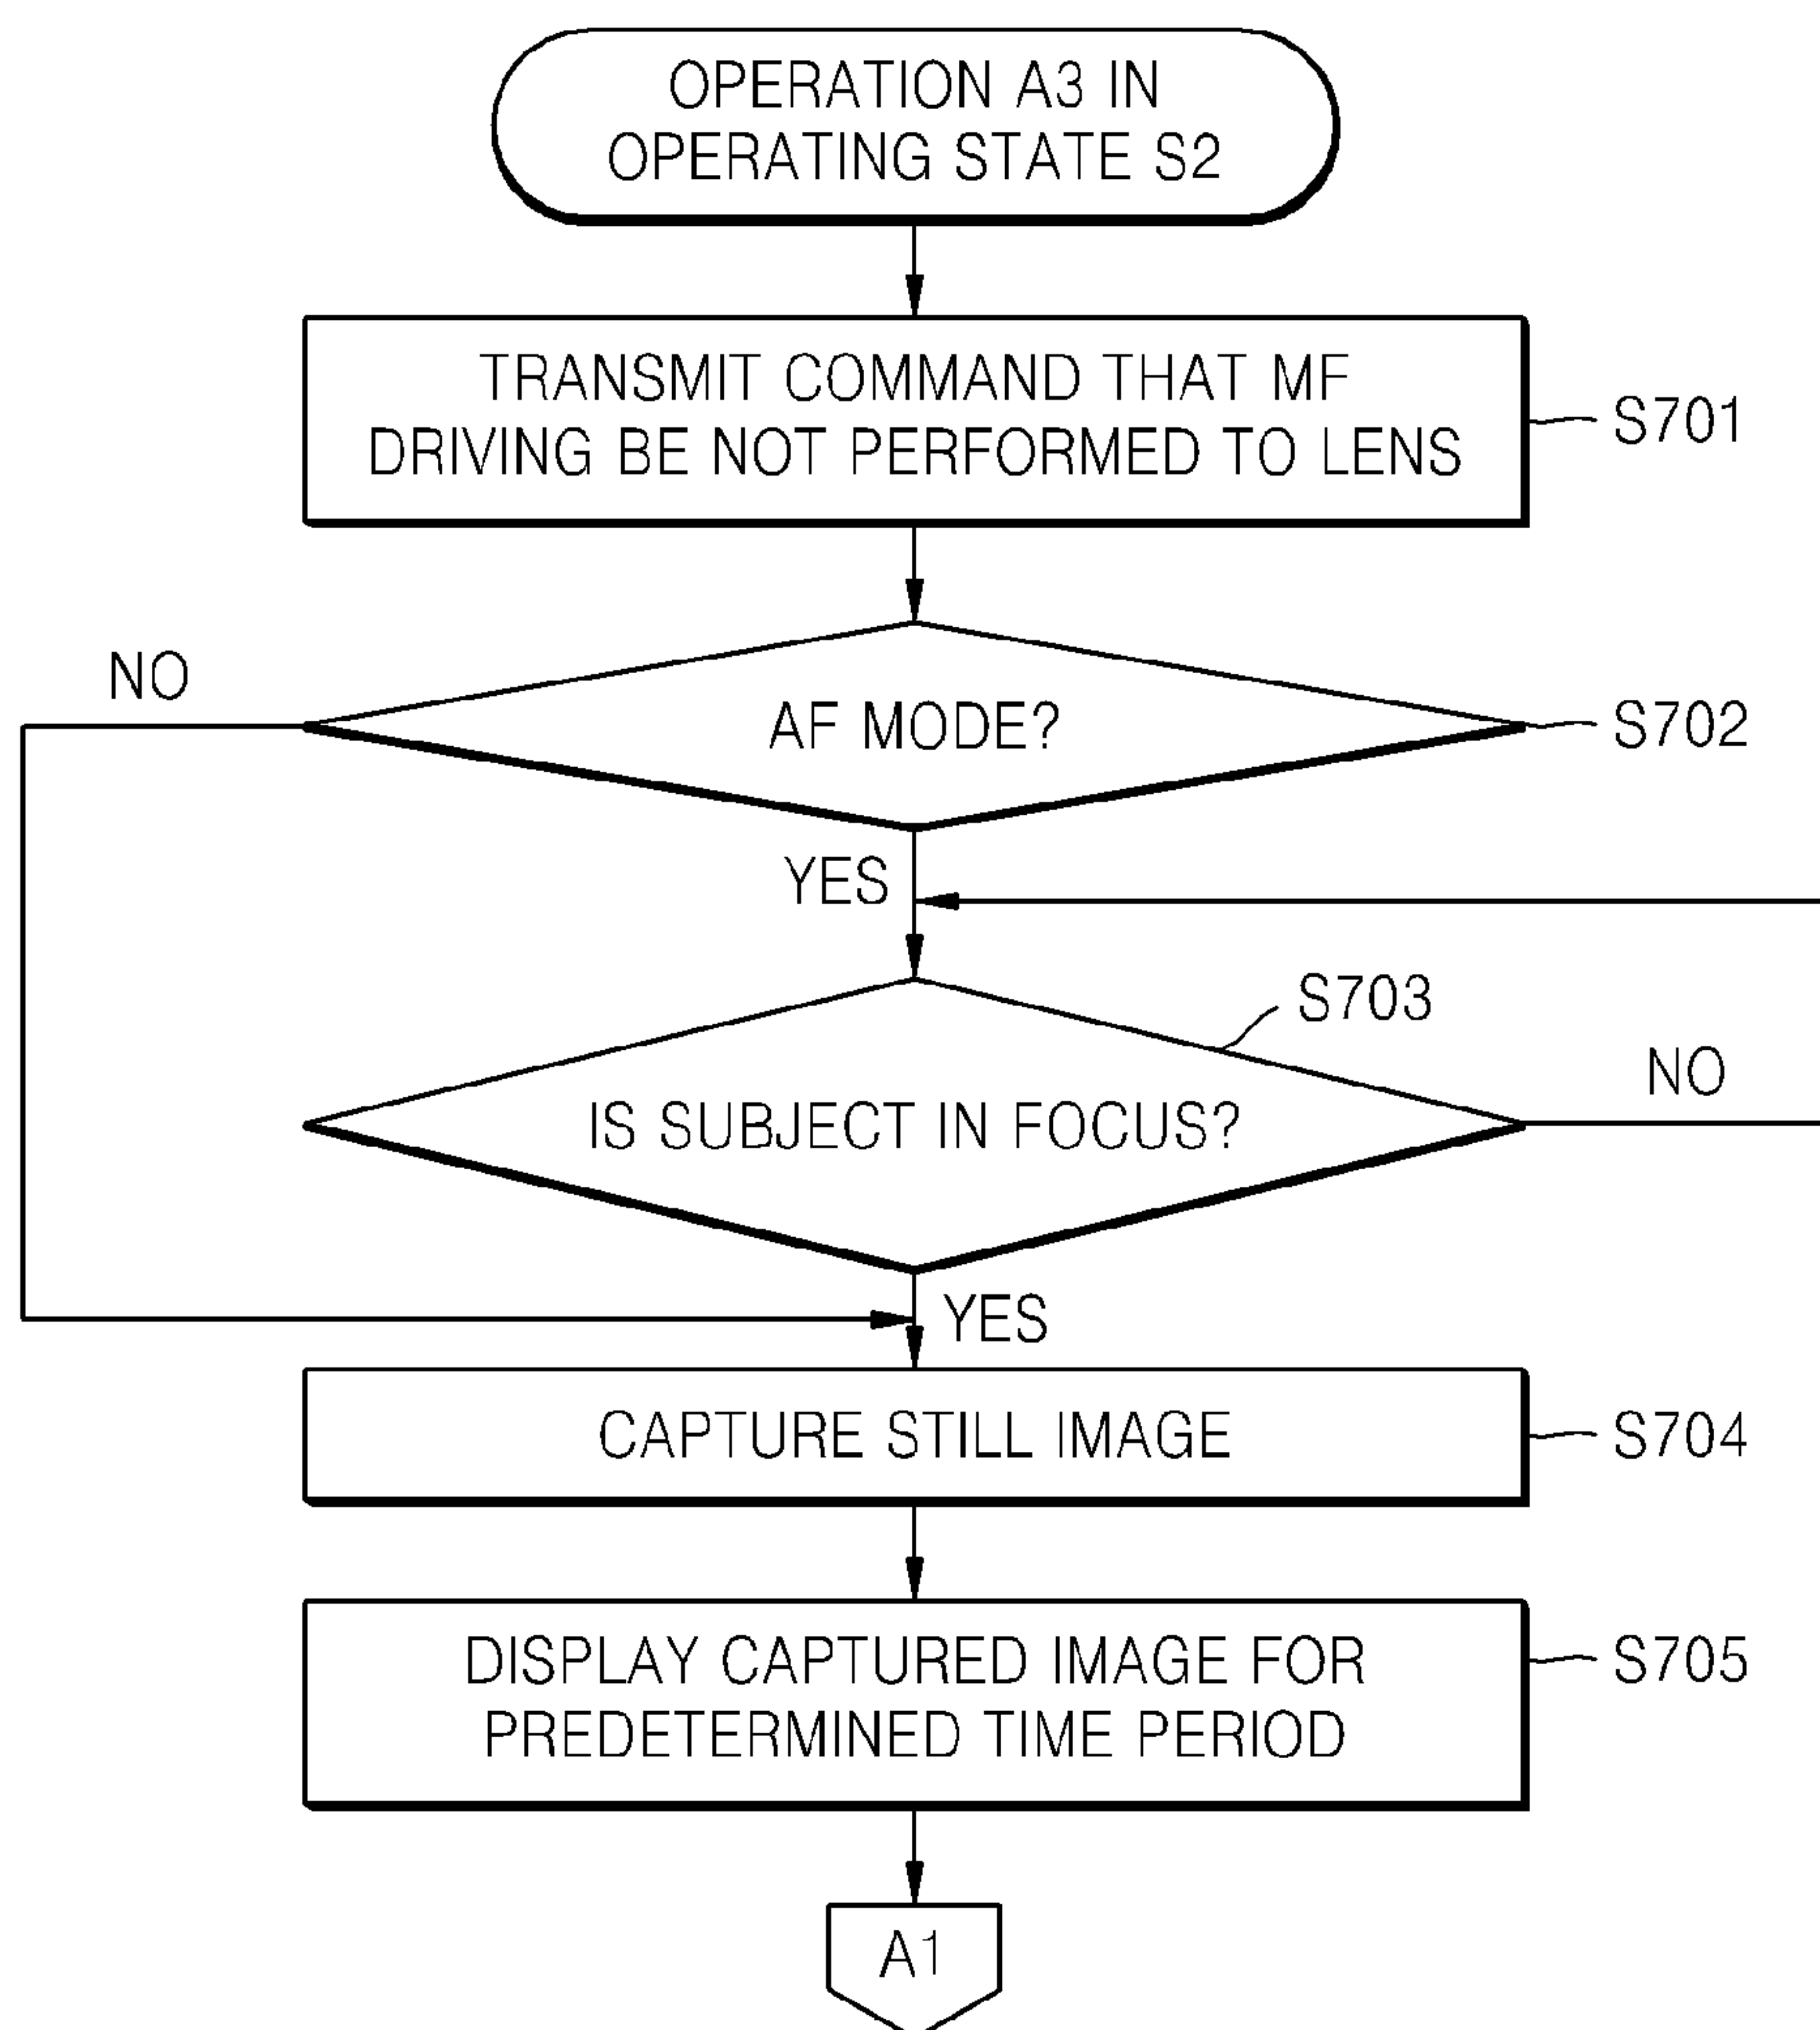 OPERATION A3 IN
OPERATING STATE S2
TRANSMIT COMMAND THAT MF
DRIVING BE NOT PERFORMED TO LENS
S701
NO
AF MODE?
S702
YES
S703
NO
IS SUBJECT IN FOCUS?
YES
CAPTURE STILL IMAGE
S704
DISPLAY CAPTURED IMAGE FOR
PREDETERMINED TIME PERIOD
S705
A1